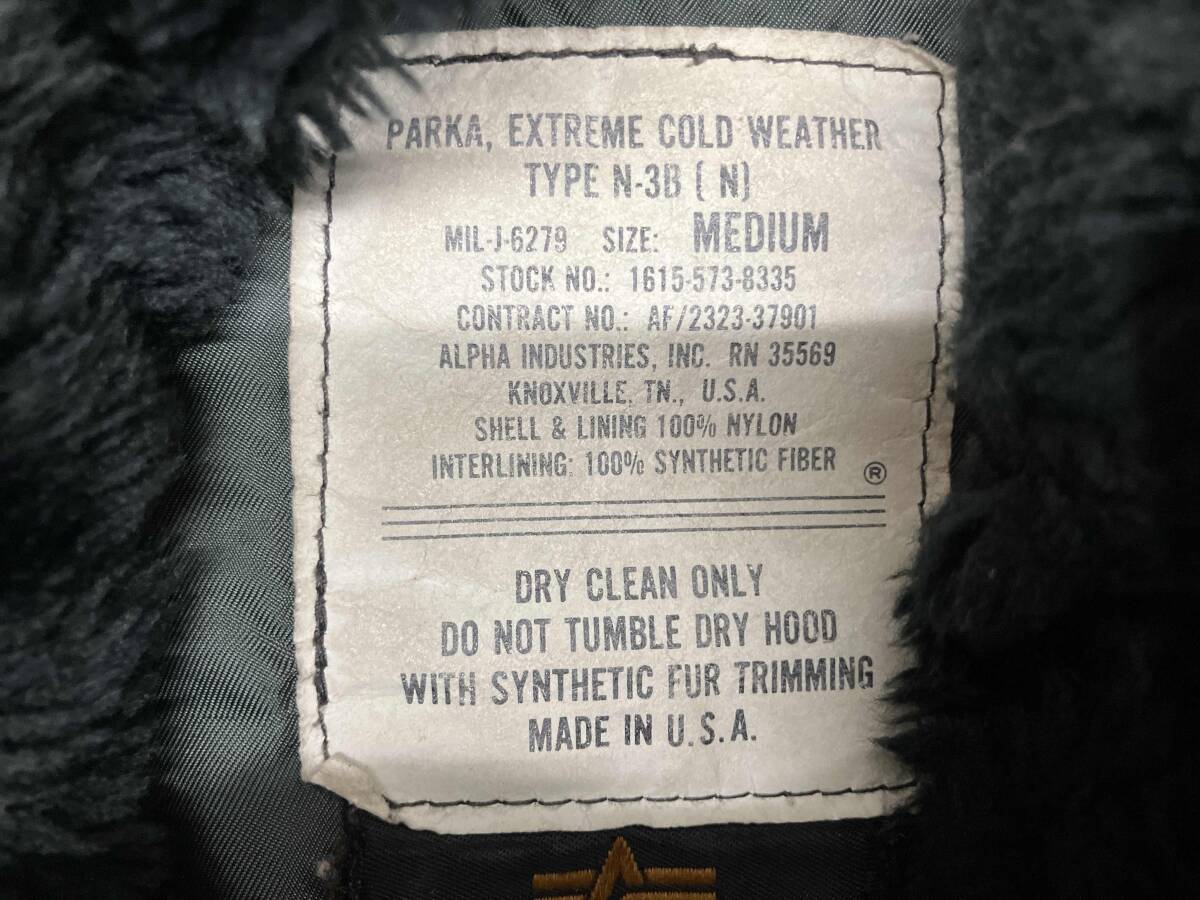 PARKA, EXTREME COLD WEATHER
TYPE N-3B ( N)
MIL-J-6279 SIZE: MEDIUM
STOCK NO.: 1615-573-8335
CONTRACT NO.: AF/2323-37901
ALPHA INDUSTRIES, INC. RN 35569
KNOXVILLE, TN., U.S.A.
SHELL & LINING 100% NYLON
INTERLINING: 100% SYNTHETIC FIBER ®
DRY CLEAN ONLY
DO NOT TUMBLE DRY HOOD
WITH SYNTHETIC FUR TRIMMING
MADE IN U.S.A.